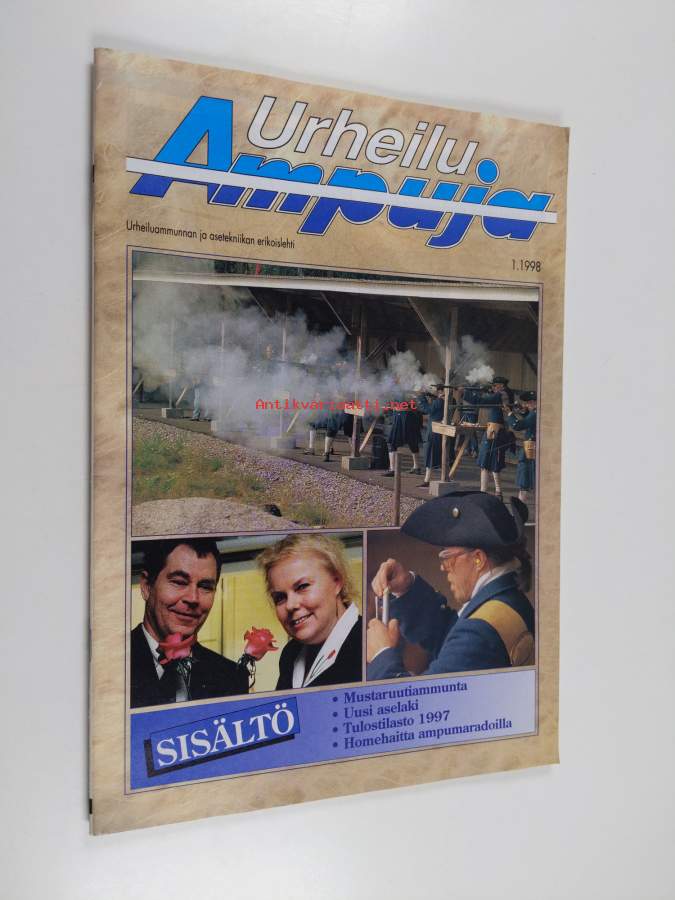 Urheilu
Ampuja
Urheiluammunnan ja asetekniikan erikoislehti
1.1998
Antikvariaatti.net
SISÄLTÖ
• Mustaruutiammunta
• Uusi aselaki
• Tulostilasto 1997
• Homehaitta ampumaradoilla